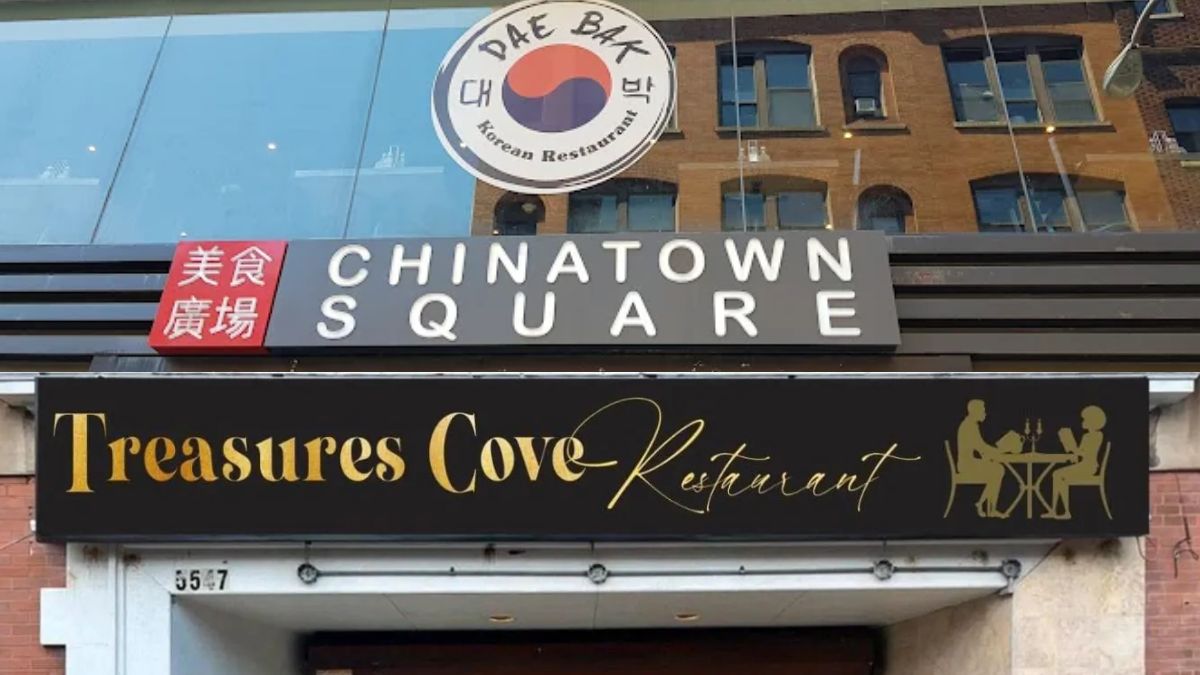 DAE BAK
대 박
Korean Restaurant
美食
廣場
CHINATOWN
SQUARE
Treasures Cove Restaurant
5547